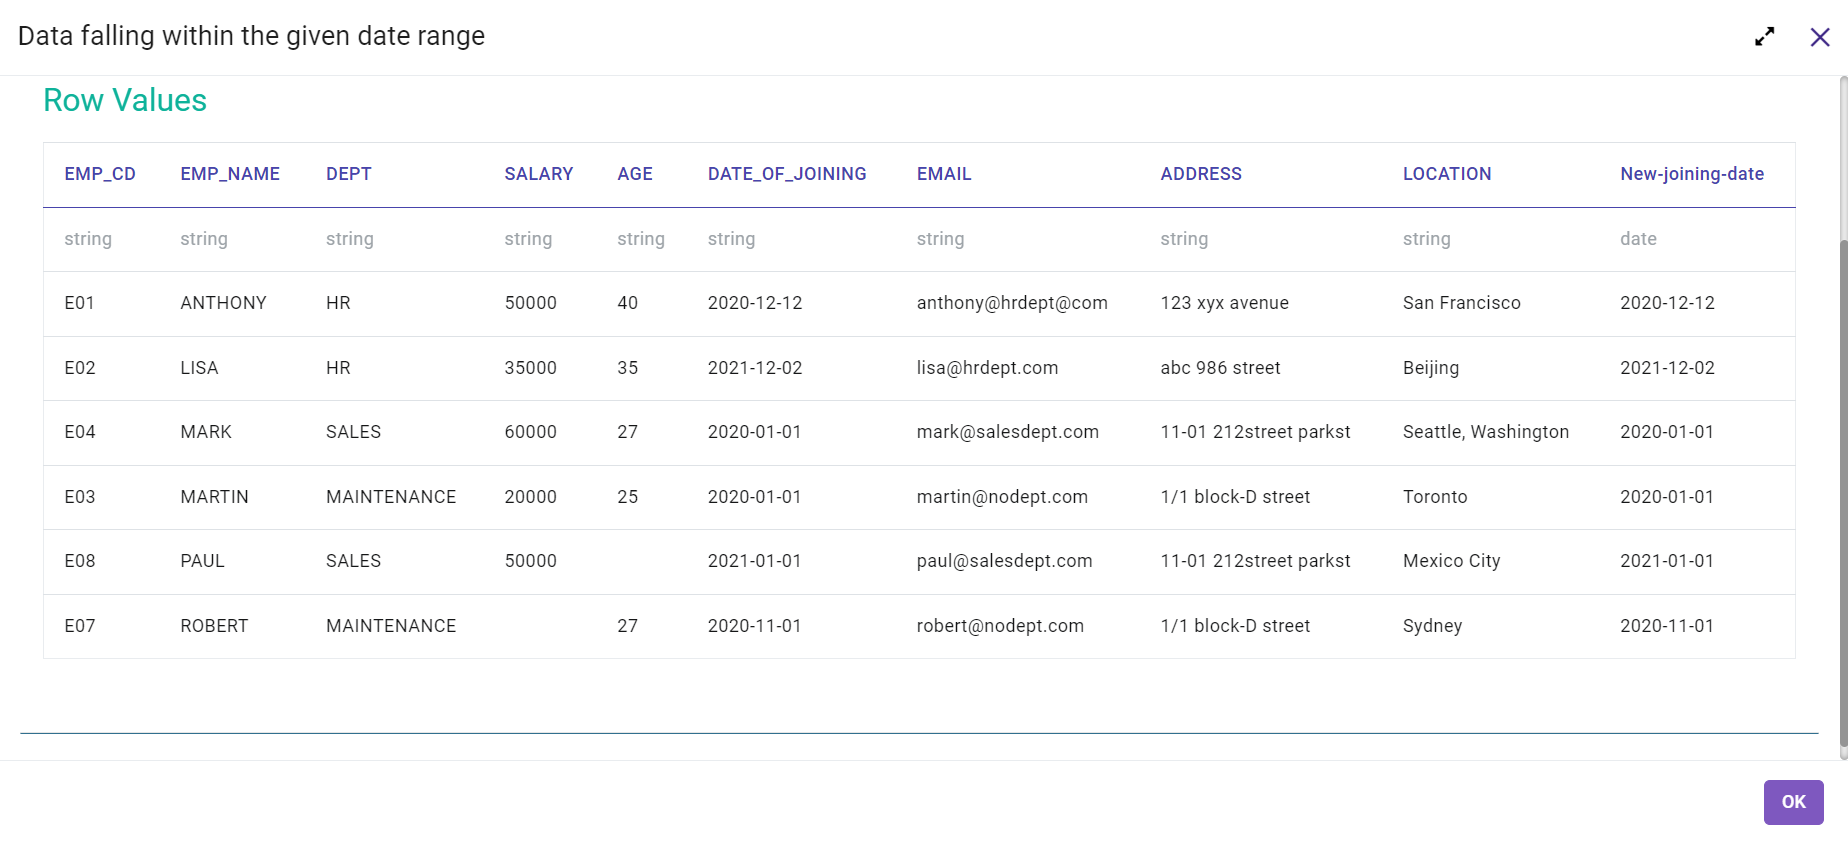 Data falling within the given date range
Row Values
EMP_CD EMP_NAME DEPT SALARY AGE DATE_OF_JOINING EMAIL ADDRESS LOCATION New-joining-date
string string string string string string string string string date
E01 ANTHONY HR 50000 40 2020-12-12 anthony@hrdept@com 123 xyx avenue San Francisco 2020-12-12
E02 LISA HR 35000 35 2021-12-02 lisa@hrdept.com abc 986 street Beijing 2021-12-02
E04 MARK SALES 60000 27 2020-01-01 mark@salesdept.com 11-01 212street parkst Seattle, Washington 2020-01-01
E03 MARTIN MAINTENANCE 20000 25 2020-01-01 martin@nodept.com 1/1 block-D street Toronto 2020-01-01
E08 PAUL SALES 50000 2021-01-01 paul@salesdept.com 11-01 212street parkst Mexico City 2021-01-01
E07 ROBERT MAINTENANCE 27 2020-11-01 robert@nodept.com 1/1 block-D street Sydney 2020-11-01
OK